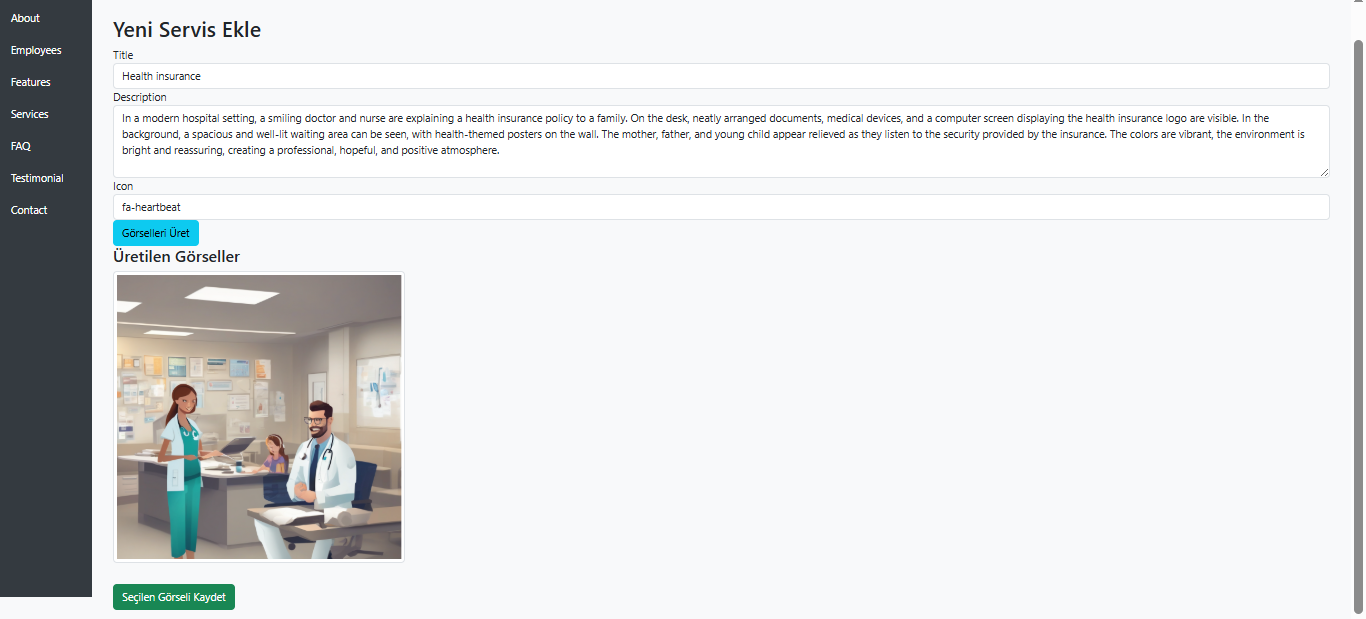 About
Employees
Features
Services
FAQ
Testimonial
Contact
Yeni Servis Ekle
Title
Health insurance
Description
In a modern hospital setting, a smiling doctor and nurse are explaining a health insurance policy to a family. On the desk, neatly arranged documents, medical devices, and a computer screen displaying the health insurance logo are visible. In the
background, a spacious and well-lit waiting area can be seen, with health-themed posters on the wall. The mother, father, and young child appear relieved as they listen to the security provided by the insurance. The colors are vibrant, the environment is
bright and reassuring, creating a professional, hopeful, and positive atmosphere.
Icon
fa-heartbeat
Görselleri Üret
Üretilen Görseller
Seçilen Görseli Kaydet